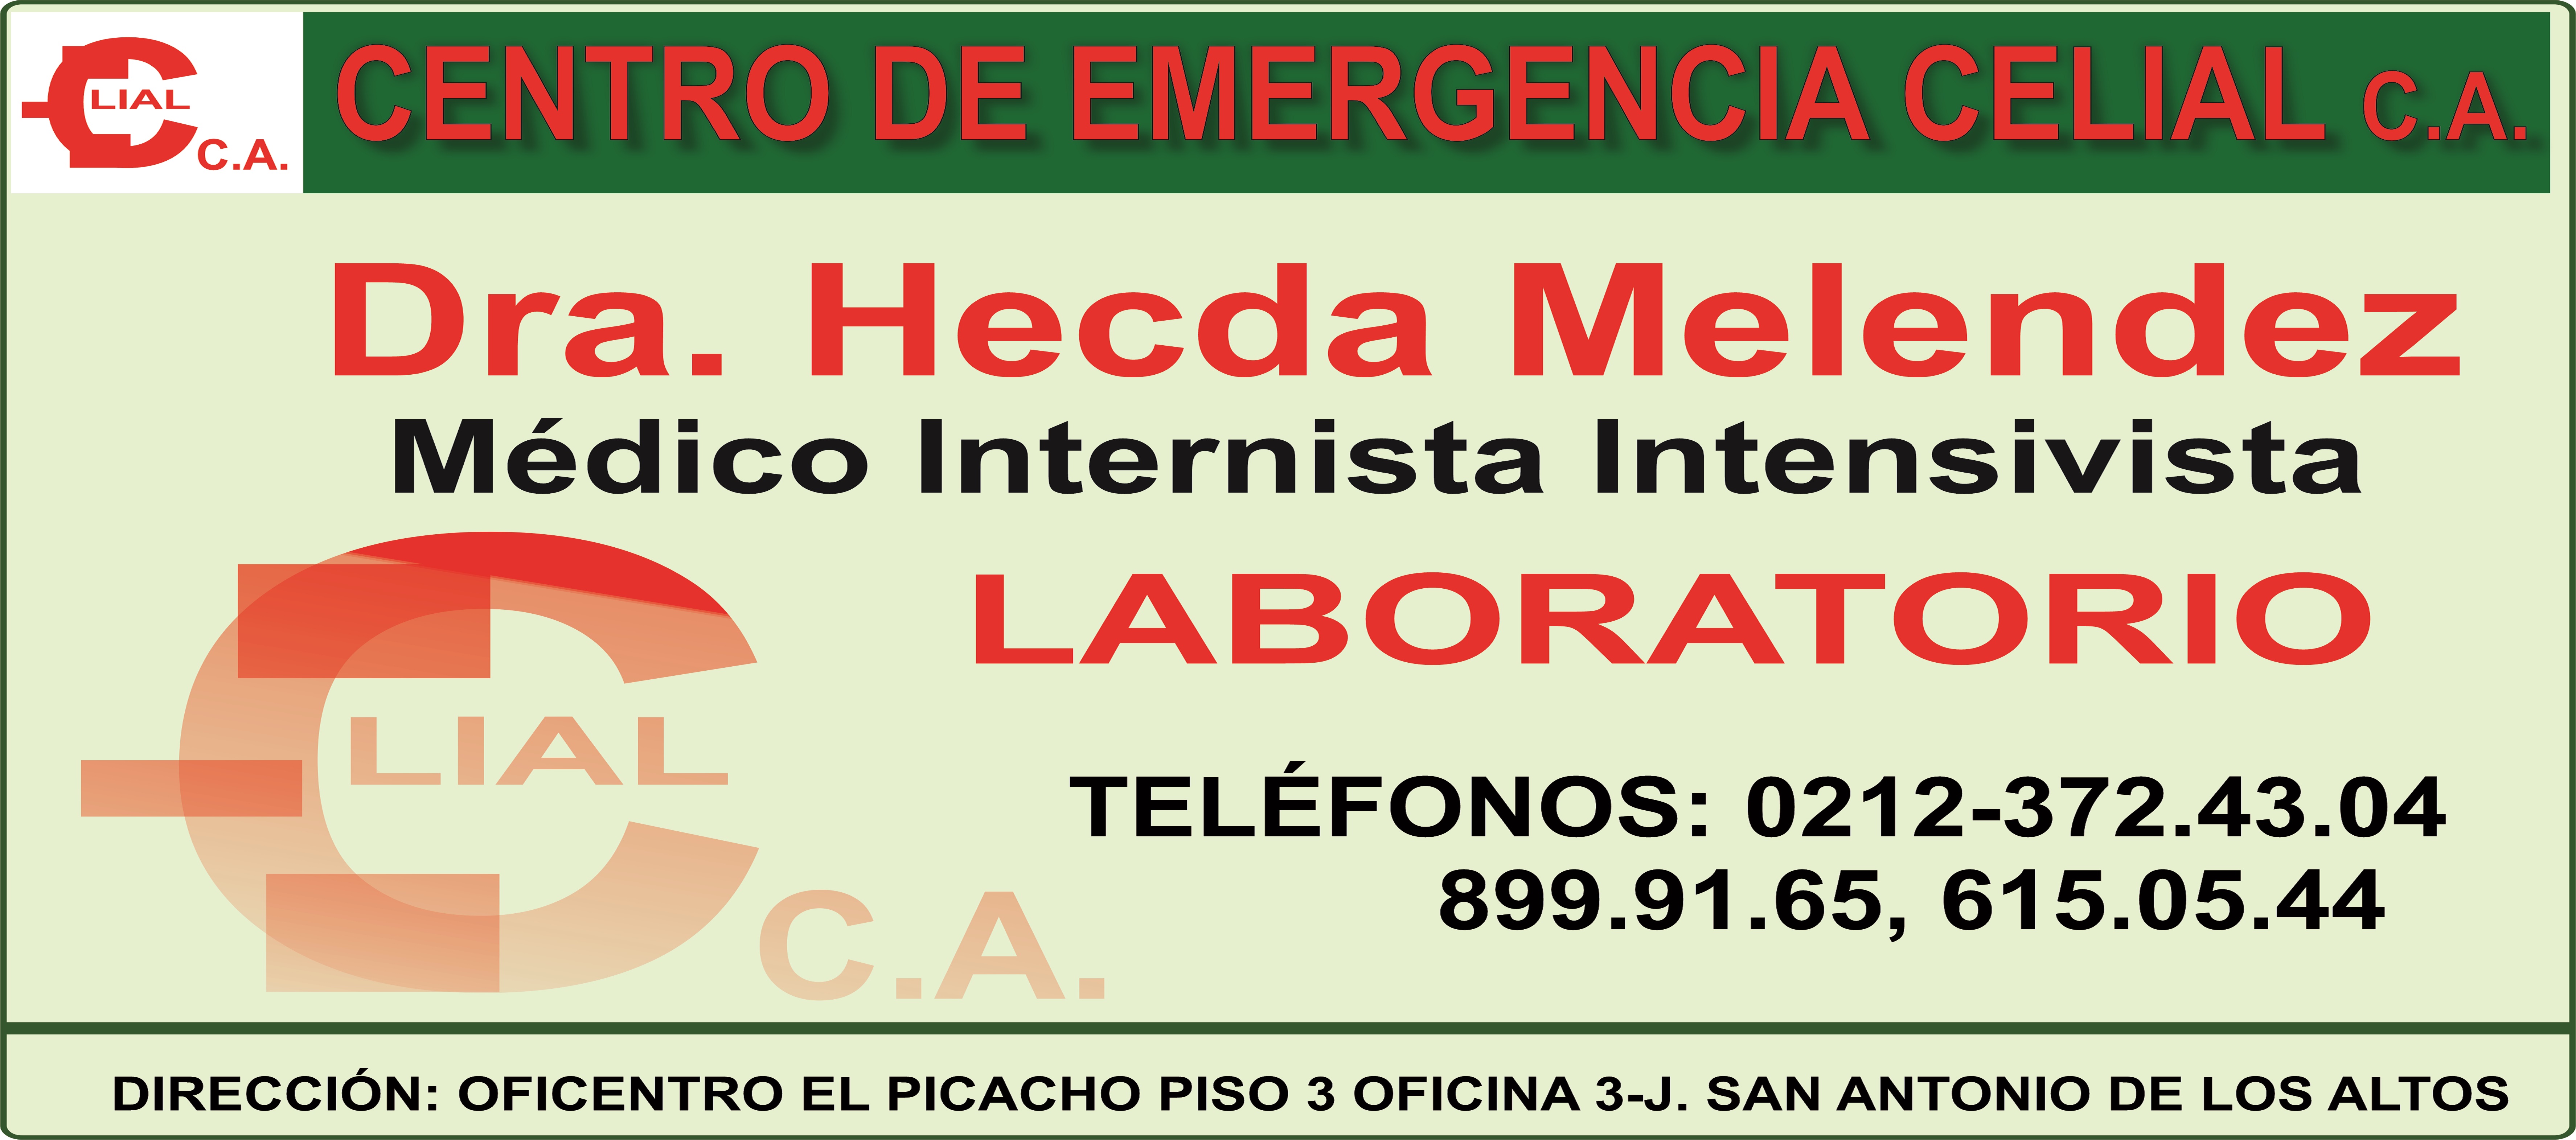 LIAL
C.A.
CENTRO DE EMERGENCIA CELIAL C.A.
Dra. Hecda Melendez
Médico Internista Intensivista
LABORATORIO
LIAL
C.A.
TELÉFONOS: 0212-372.43.04
899.91.65, 615.05.44
DIRECCIÓN: OFICENTRO EL PICACHO PISO 3 OFICINA 3-J. SAN ANTONIO DE LOS ALTOS